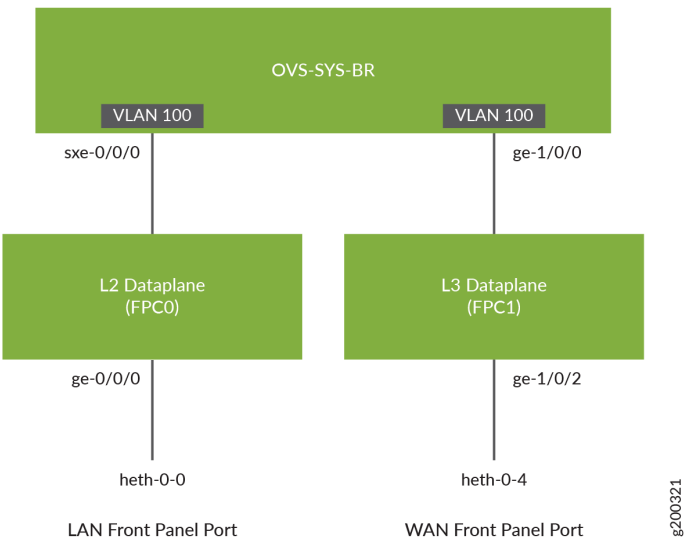 OVS-SYS-BR
VLAN 100
VLAN 100
sxe-0/0/0
ge-1/0/0
L2 Dataplane
(FPC0)
L3 Dataplane
(FPC1)
ge-0/0/0
ge-1/0/2
heth-0-0
heth-0-4
LAN Front Panel Port
WAN Front Panel Port
g200321